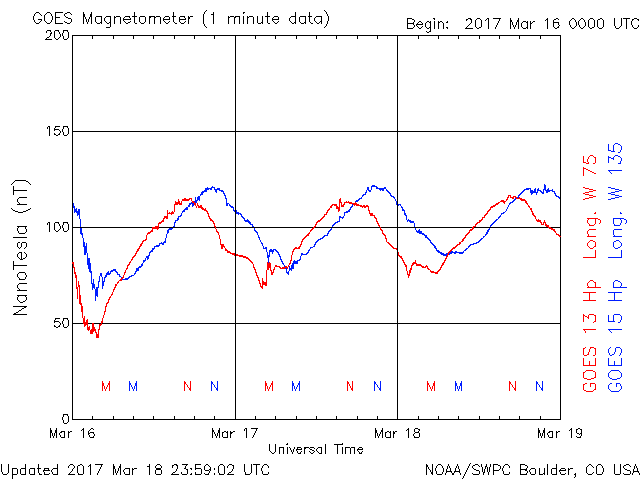 GOES Magnetometer (1 minute data)
Begin: 2017 Mar 16 0000 UTC
200
150
100
50
0
NanoTesla (nT)
M M N N M M N N M M N N
Mar 16 Mar 17 Mar 18 Mar 19
Universal Time
GOES 13 Hp Long. W 75
GOES 15 Hp Long. W 135
Updated 2017 Mar 18 23:59:02 UTC
NOAA/SWPC Boulder, CO USA